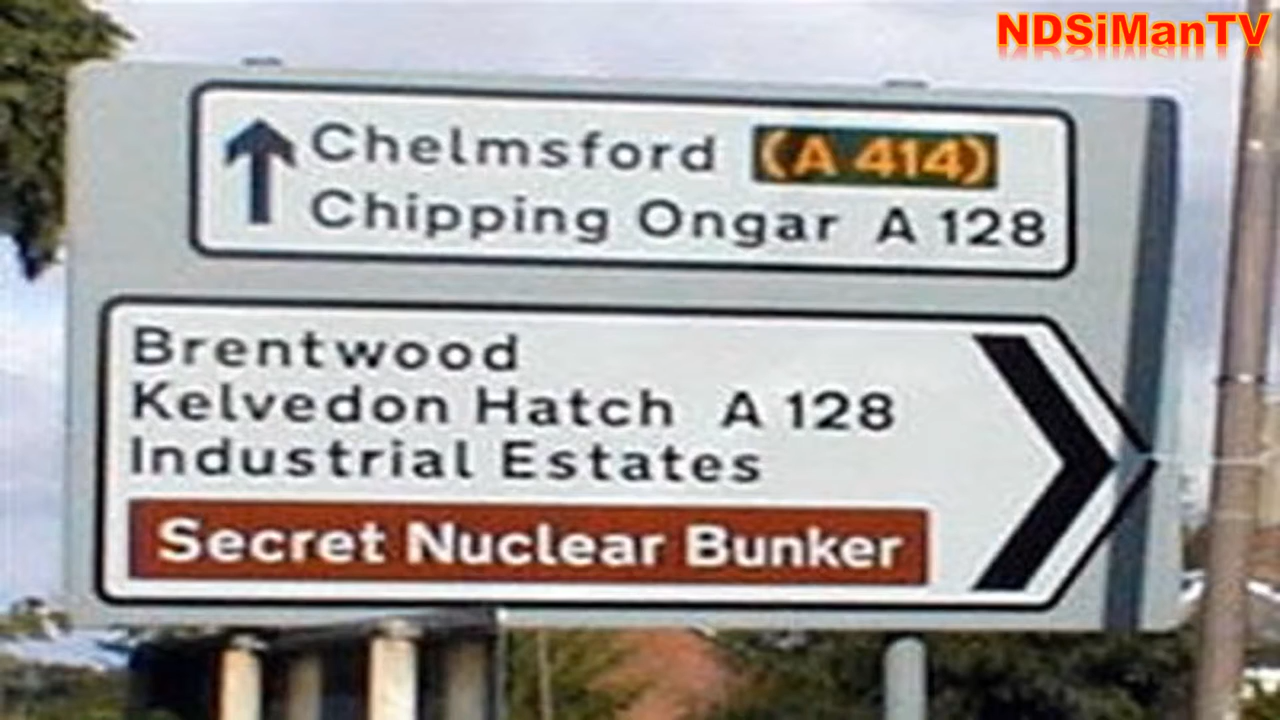 NDSiManTV
Chelmsford (A 414)
Chipping Ongar A 128
Brentwood
Kelvedon Hatch A 128
Industrial Estates
Secret Nuclear Bunker